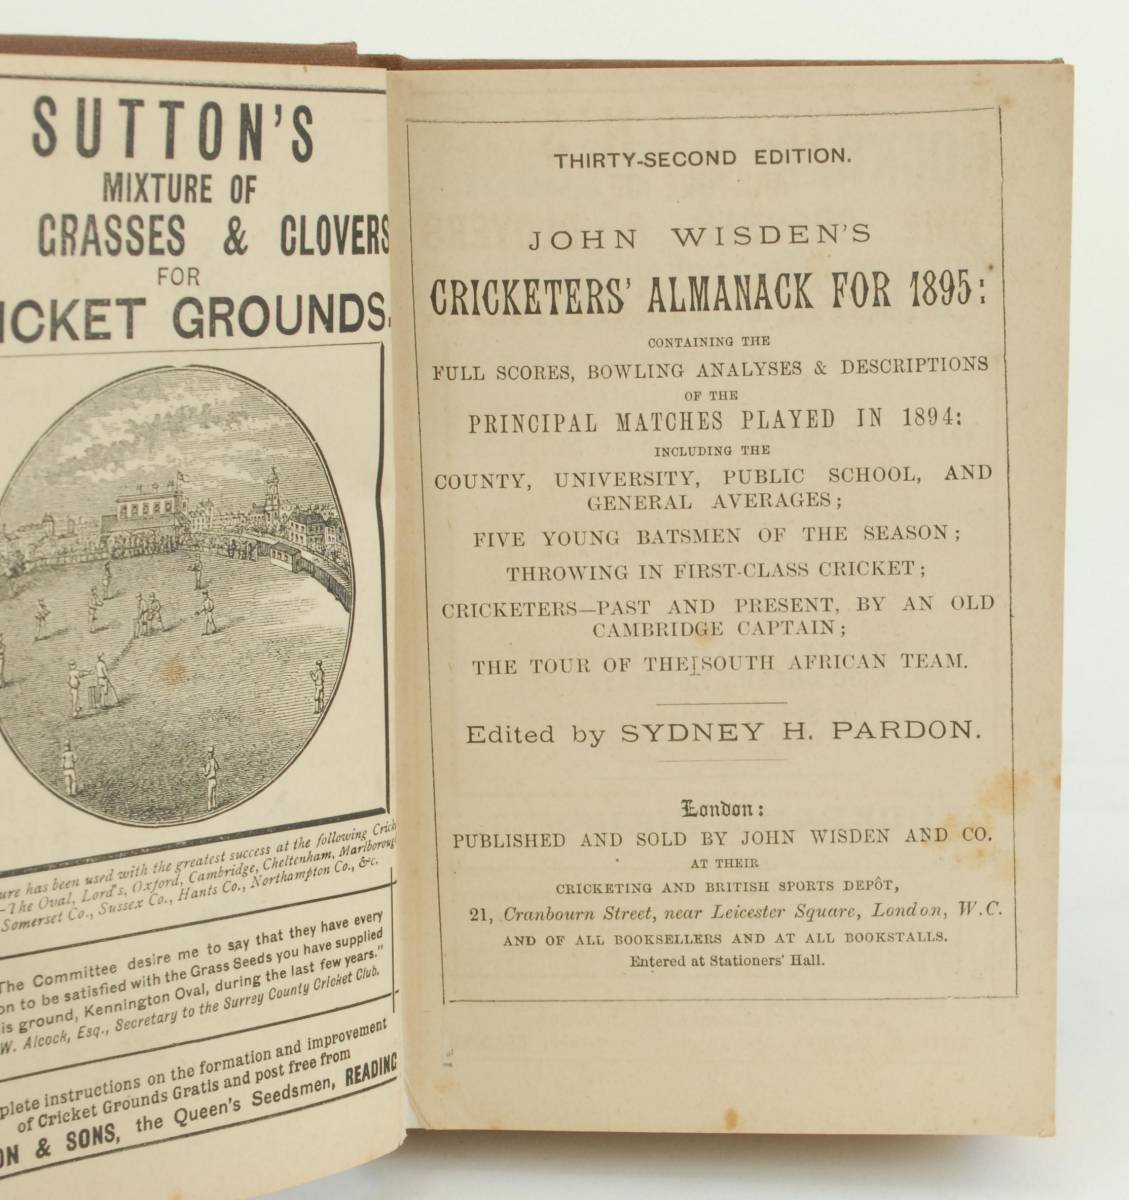 SUTTON'S
MIXTURE OF
GRASSES & CLOVERS
FOR
ICKET GROUNDS.
ure has been used with the greatest success at the following
—The Oval, Lord's, Oxford, Cambridge, Cheltenham,
Somerset Co., Sussex Co., Hants Co., Northampton Co., &c.
The Committee desire me to say that they have every
on to be satisfied with the Grass Seeds you have supplied
is ground, Kennington Oval, during the last few years."
W. Alcock, Esq., Secretary to the Surrey County Cricket Club.
plete instructions on the formation and improvement
of Cricket Grounds Gratis and post free from
ON & SONS, the Queen's Seedsmen, READING
THIRTY-SECOND EDITION.
JOHN WISDEN'S
CRICKETERS' ALMANACK FOR 1895:
CONTAINING THE
FULL SCORES, BOWLING ANALYSES & DESCRIPTIONS
OF THE
PRINCIPAL MATCHES PLAYED IN 1894:
INCLUDING THE
COUNTY, UNIVERSITY, PUBLIC SCHOOL, AND
GENERAL AVERAGES;
FIVE YOUNG BATSMEN OF THE SEASON;
THROWING IN FIRST-CLASS CRICKET;
CRICKETERS—PAST AND PRESENT, BY AN OLD
CAMBRIDGE CAPTAIN;
THE TOUR OF THE SOUTH AFRICAN TEAM.
Edited by SYDNEY H. PARDON.
London:
PUBLISHED AND SOLD BY JOHN WISDEN AND CO.
AT THEIR
CRICKETING AND BRITISH SPORTS DEPÔT,
21, Cranbourn Street, near Leicester Square, London, W.C.
AND OF ALL BOOKSELLERS AND AT ALL BOOKSTALLS.
Entered at Stationers' Hall.